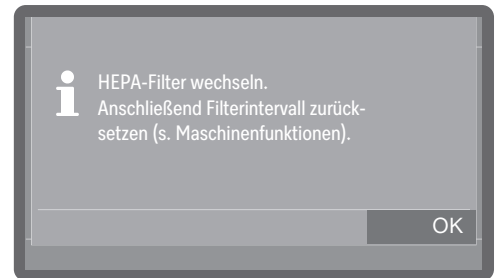 HEPA-Filter wechseln.
Anschließend Filterintervall zurück-
setzen (s. Maschinenfunktionen).
OK